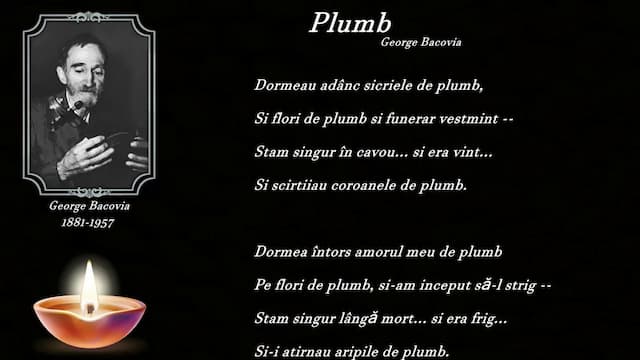 Plumb
George Bacovia
Dormeau adânc sicriele de plumb,
Si flori de plumb si funerar vestmint --
Stam singur în cavou... si era vint...
Si scirtiiau coroanele de plumb.
Dormea întors amorul meu de plumb
Pe flori de plumb, si-am inceput să-l strig --
Stam singur lângă mort... si era frig...
Si-i atirnau aripile de plumb.
George Bacovia
1881-1957